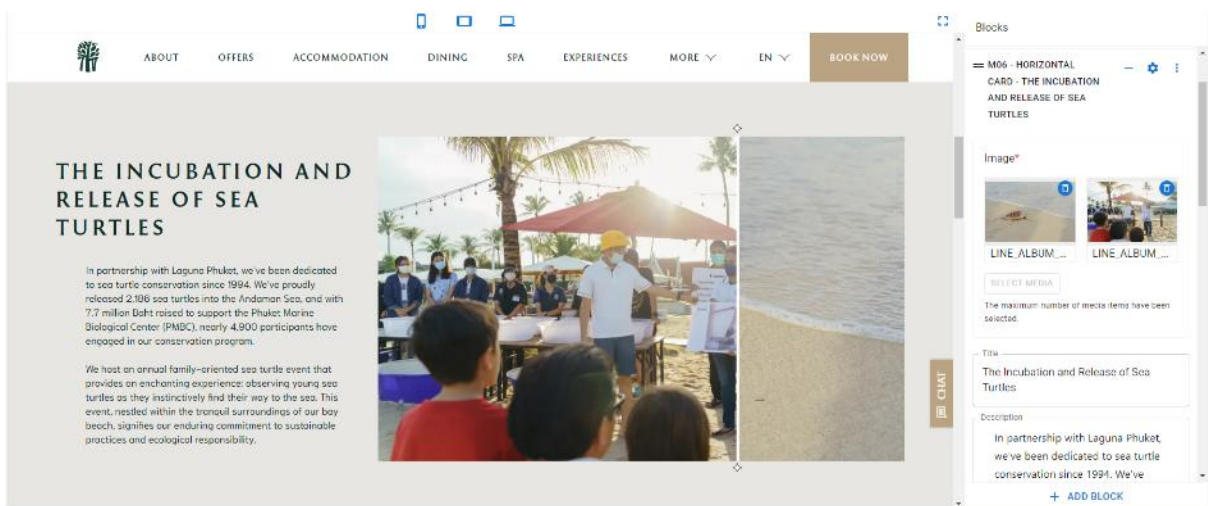 Blocks
ABOUT
OFFERS
ACCOMMODATION
DINING
SPA
EXPERIENCES
MORE
EN
BOOK NOW
THE INCUBATION AND
RELEASE OF SEA
TURTLES
In partnership with Laguna Phuket, we've been dedicated
to sea turtle conservation since 1994. We've proudly
released 2,186 sea turtles into the Andaman Sea, and with
7.7 million Baht raised to support the Phuket Marine
Biological Center (PMBC), nearly 4,900 participants have
engaged in our conservation program.
We host an annual family-oriented sea turtle event that
provides an enchanting experience: observing young sea
turtles as they instinctively find their way to the sea. This
event, nestled within the tranquil surroundings of our bay
beach, signifies our enduring commitment to sustainable
practices and ecological responsibility.
CHAT
M06 - HORIZONTAL
CARD - THE INCUBATION
AND RELEASE OF SEA
TURTLES
Image*
LINE_ALBUM_...
LINE_ALBUM_...
SELECT MEDIA
The maximum number of media items have been
selected.
Title
The Incubation and Release of Sea
Turtles
Description
In partnership with Laguna Phuket,
we've been dedicated to sea turtle
conservation since 1994. We've
+ ADD BLOCK